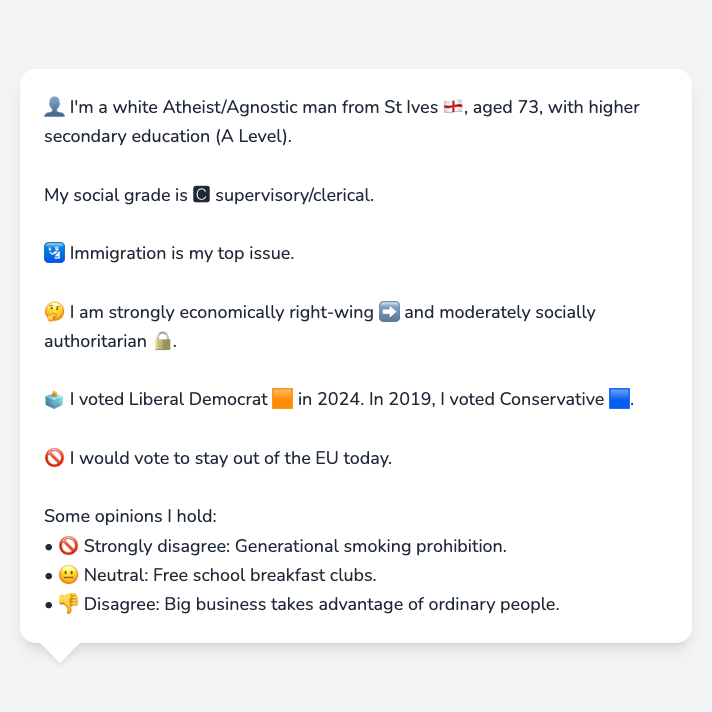 👤 I'm a white Atheist/Agnostic man from St Ives 🏴󠁧󠁢󠁥󠁮󠁧󠁿, aged 73, with higher
secondary education (A Level).
My social grade is 🅲 supervisory/clerical.
🛂 Immigration is my top issue.
🤔 I am strongly economically right-wing ➡️ and moderately socially
authoritarian 🔒.
🗳️ I voted Liberal Democrat 🟧 in 2024. In 2019, I voted Conservative 🟦.
🚫 I would vote to stay out of the EU today.
Some opinions I hold:
• 🚫 Strongly disagree: Generational smoking prohibition.
• 😐 Neutral: Free school breakfast clubs.
• 👎 Disagree: Big business takes advantage of ordinary people.